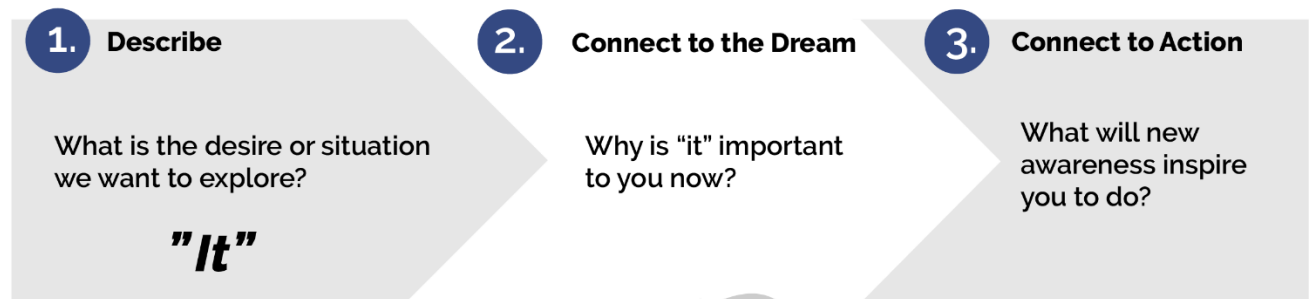 1. Describe
What is the desire or situation
we want to explore?
”It”
2. Connect to the Dream
Why is “it” important
to you now?
3. Connect to Action
What will new
awareness inspire
you to do?